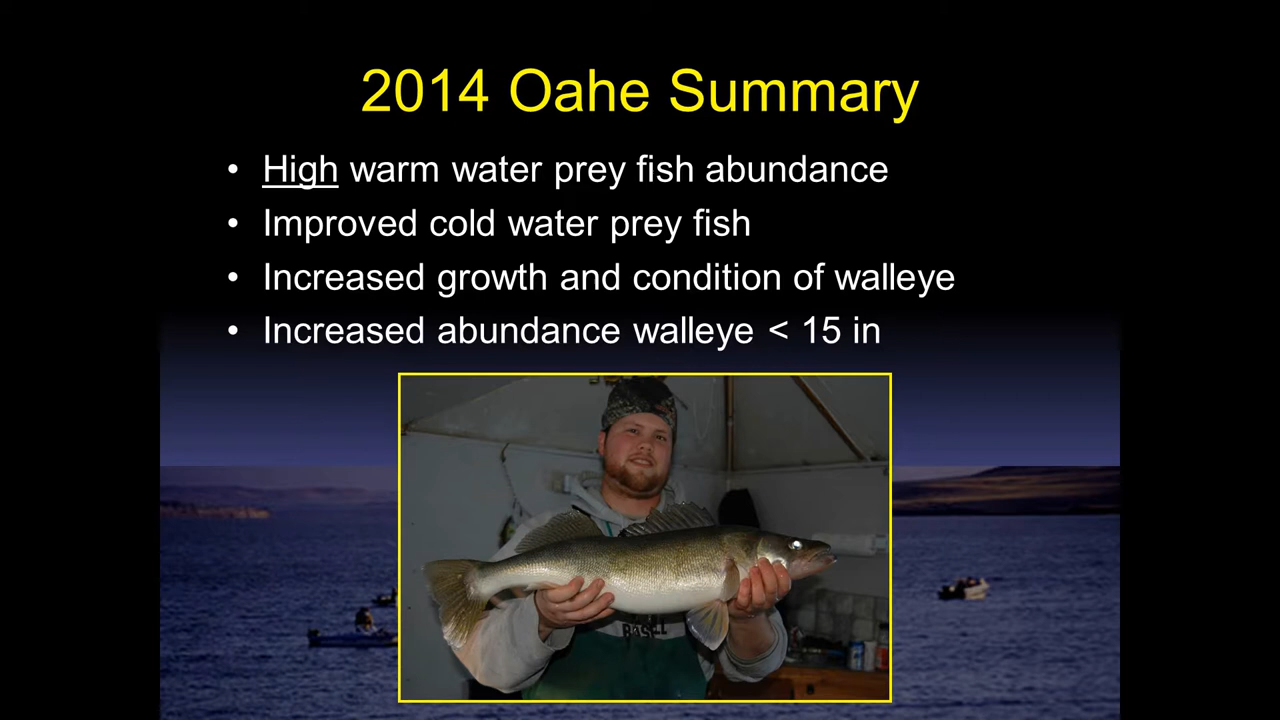 2014 Oahe Summary
• High warm water prey fish abundance
• Improved cold water prey fish
• Increased growth and condition of walleye
• Increased abundance walleye < 15 in